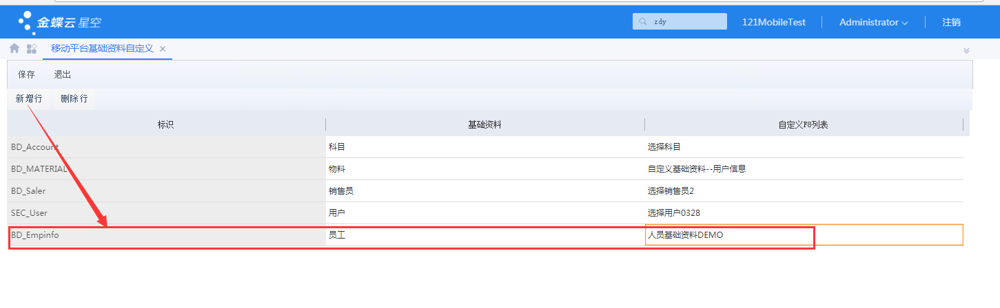 金蝶云 星空 zdy 121MobileTest Administrator 注销
移动平台基础资料自定义
保存 退出
新增行 删除行
标识 基础资料 自定义F8列表
BD_Account 科目 选择科目
BD_MATERIAL 物料 自定义基础资料--用户信息
BD_Saler 销售员 选择销售员2
SEC_User 用户 选择用户0328
BD_Empinfo 员工 人员基础资料DEMO